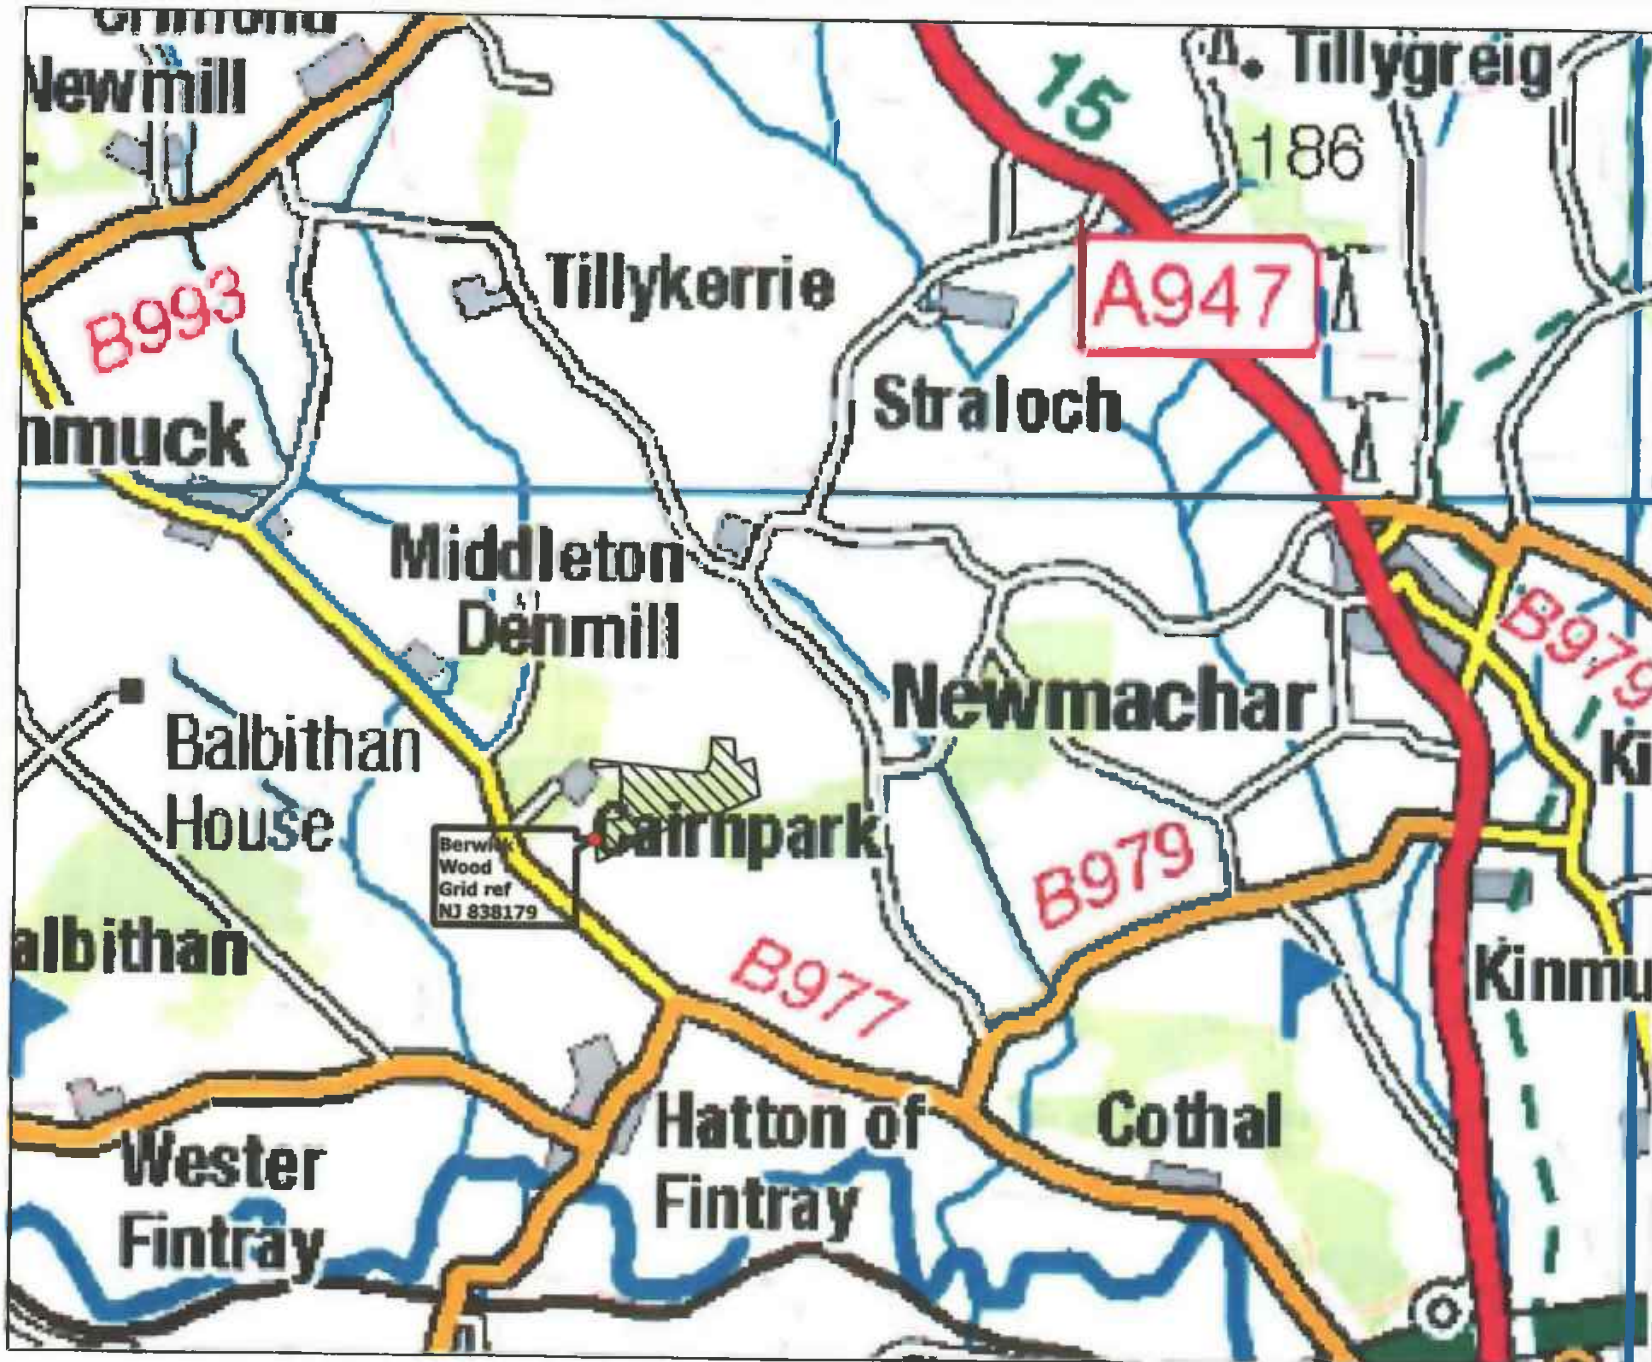 Newmill
15
Tillygreig
186
B993
Tillykerrie
A947
Straloch
nmuck
Middleton
Denmill
B979
Newmachar
Balbithan
House
Ki
Cairnpark
Berwick
Wood
Grid ref
NJ 838179
B979
albithan
B977
Kinmu
Hatton of
Fintray
Cothal
Wester
Fintray